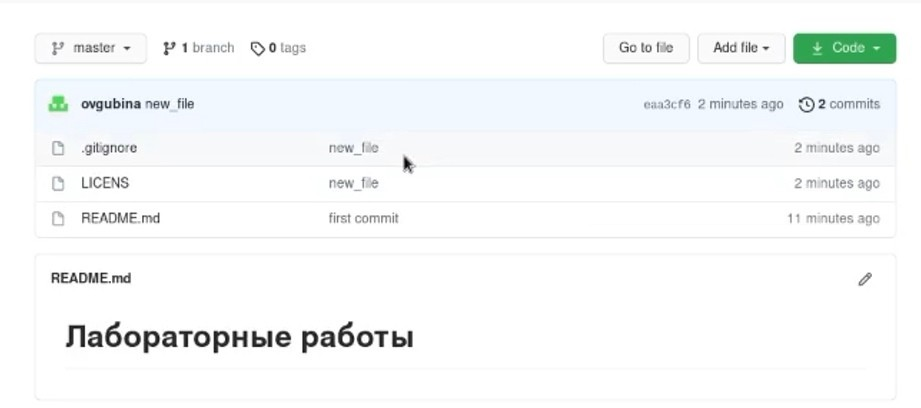 master 1 branch 0 tags Go to file Add file Code
ovgubina new_file eaa3cf6 2 minutes ago 2 commits
.gitignore new_file 2 minutes ago
LICENS new_file 2 minutes ago
README.md first commit 11 minutes ago
README.md
Лабораторные работы